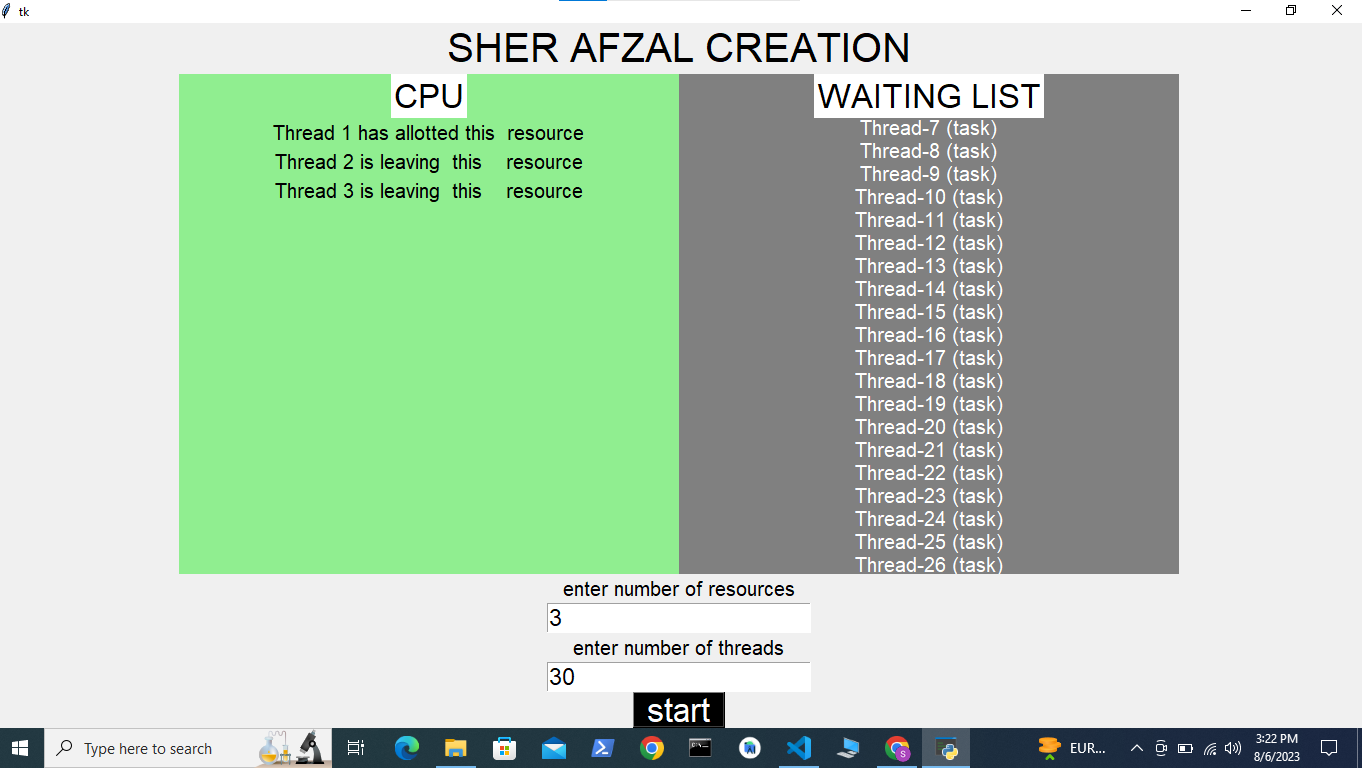 tk
SHER AFZAL CREATION
CPU
Thread 1 has allotted this resource
Thread 2 is leaving this resource
Thread 3 is leaving this resource
WAITING LIST
Thread-7 (task)
Thread-8 (task)
Thread-9 (task)
Thread-10 (task)
Thread-11 (task)
Thread-12 (task)
Thread-13 (task)
Thread-14 (task)
Thread-15 (task)
Thread-16 (task)
Thread-17 (task)
Thread-18 (task)
Thread-19 (task)
Thread-20 (task)
Thread-21 (task)
Thread-22 (task)
Thread-23 (task)
Thread-24 (task)
Thread-25 (task)
Thread-26 (task)
enter number of resources
3
enter number of threads
30
start
Type here to search
EUR...
3:22 PM
8/6/2023